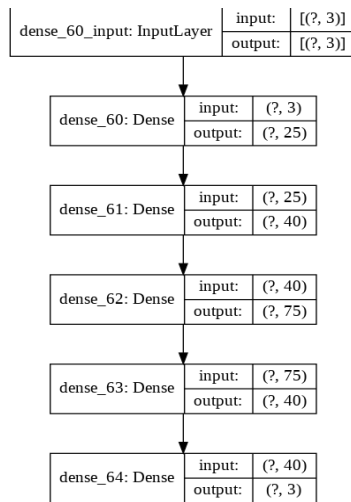 dense_60_input: InputLayer input: [(?, 3)]
output: [(?, 3)]
dense_60: Dense input: (?, 3)
output: (?, 25)
dense_61: Dense input: (?, 25)
output: (?, 40)
dense_62: Dense input: (?, 40)
output: (?, 75)
dense_63: Dense input: (?, 75)
output: (?, 40)
dense_64: Dense input: (?, 40)
output: (?, 3)